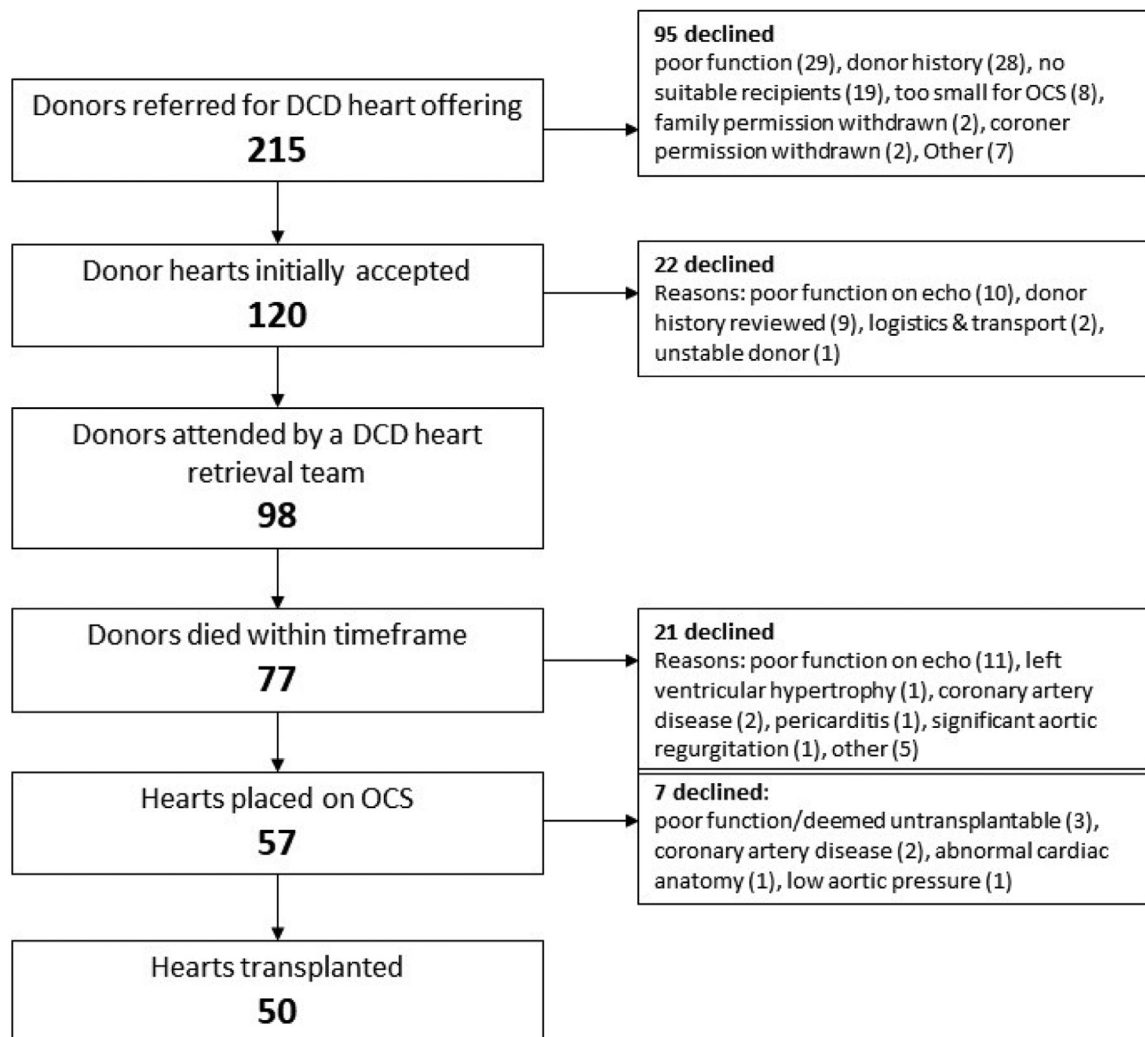 Donors referred for DCD heart offering
215
95 declined
poor function (29), donor history (28), no
suitable recipients (19), too small for OCS (8),
family permission withdrawn (2), coroner
permission withdrawn (2), Other (7)
Donor hearts initially accepted
120
22 declined
Reasons: poor function on echo (10), donor
history reviewed (9), logistics & transport (2),
unstable donor (1)
Donors attended by a DCD heart
retrieval team
98
Donors died within timeframe
77
21 declined
Reasons: poor function on echo (11), left
ventricular hypertrophy (1), coronary artery
disease (2), pericarditis (1), significant aortic
regurgitation (1), other (5)
Hearts placed on OCS
57
7 declined:
poor function/deemed untransplantable (3),
coronary artery disease (2), abnormal cardiac
anatomy (1), low aortic pressure (1)
Hearts transplanted
50